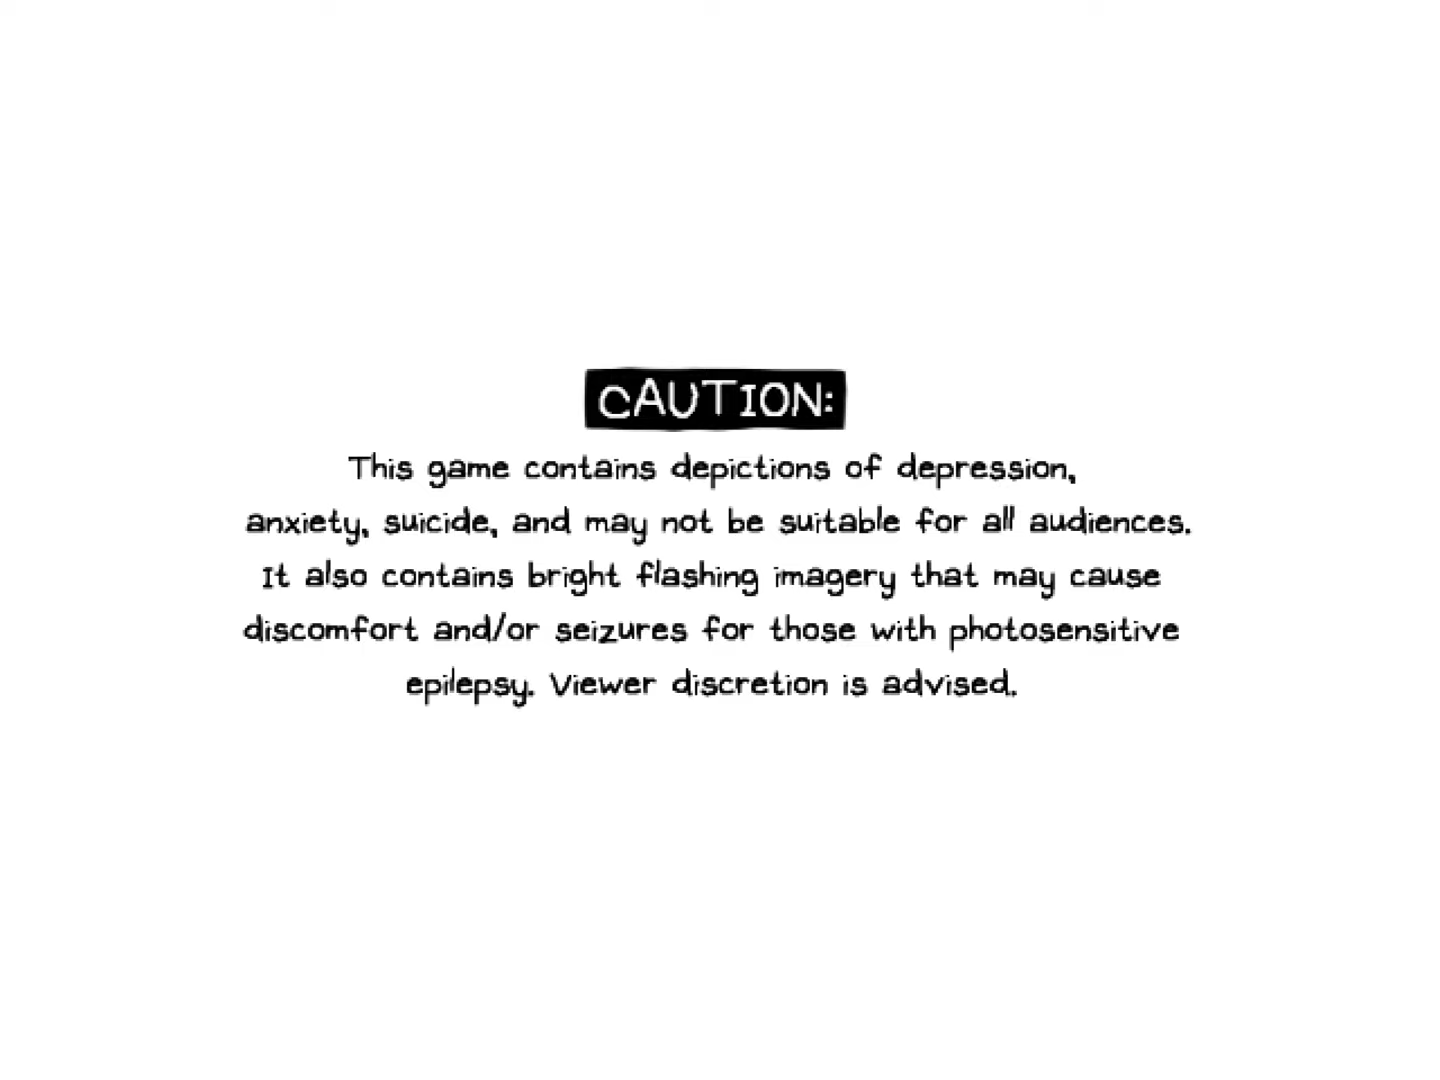 CAUTION:
This game contains depictions of depression,
anxiety, suicide, and may not be suitable for all audiences.
It also contains bright flashing imagery that may cause
discomfort and/or seizures for those with photosensitive
epilepsy. Viewer discretion is advised.